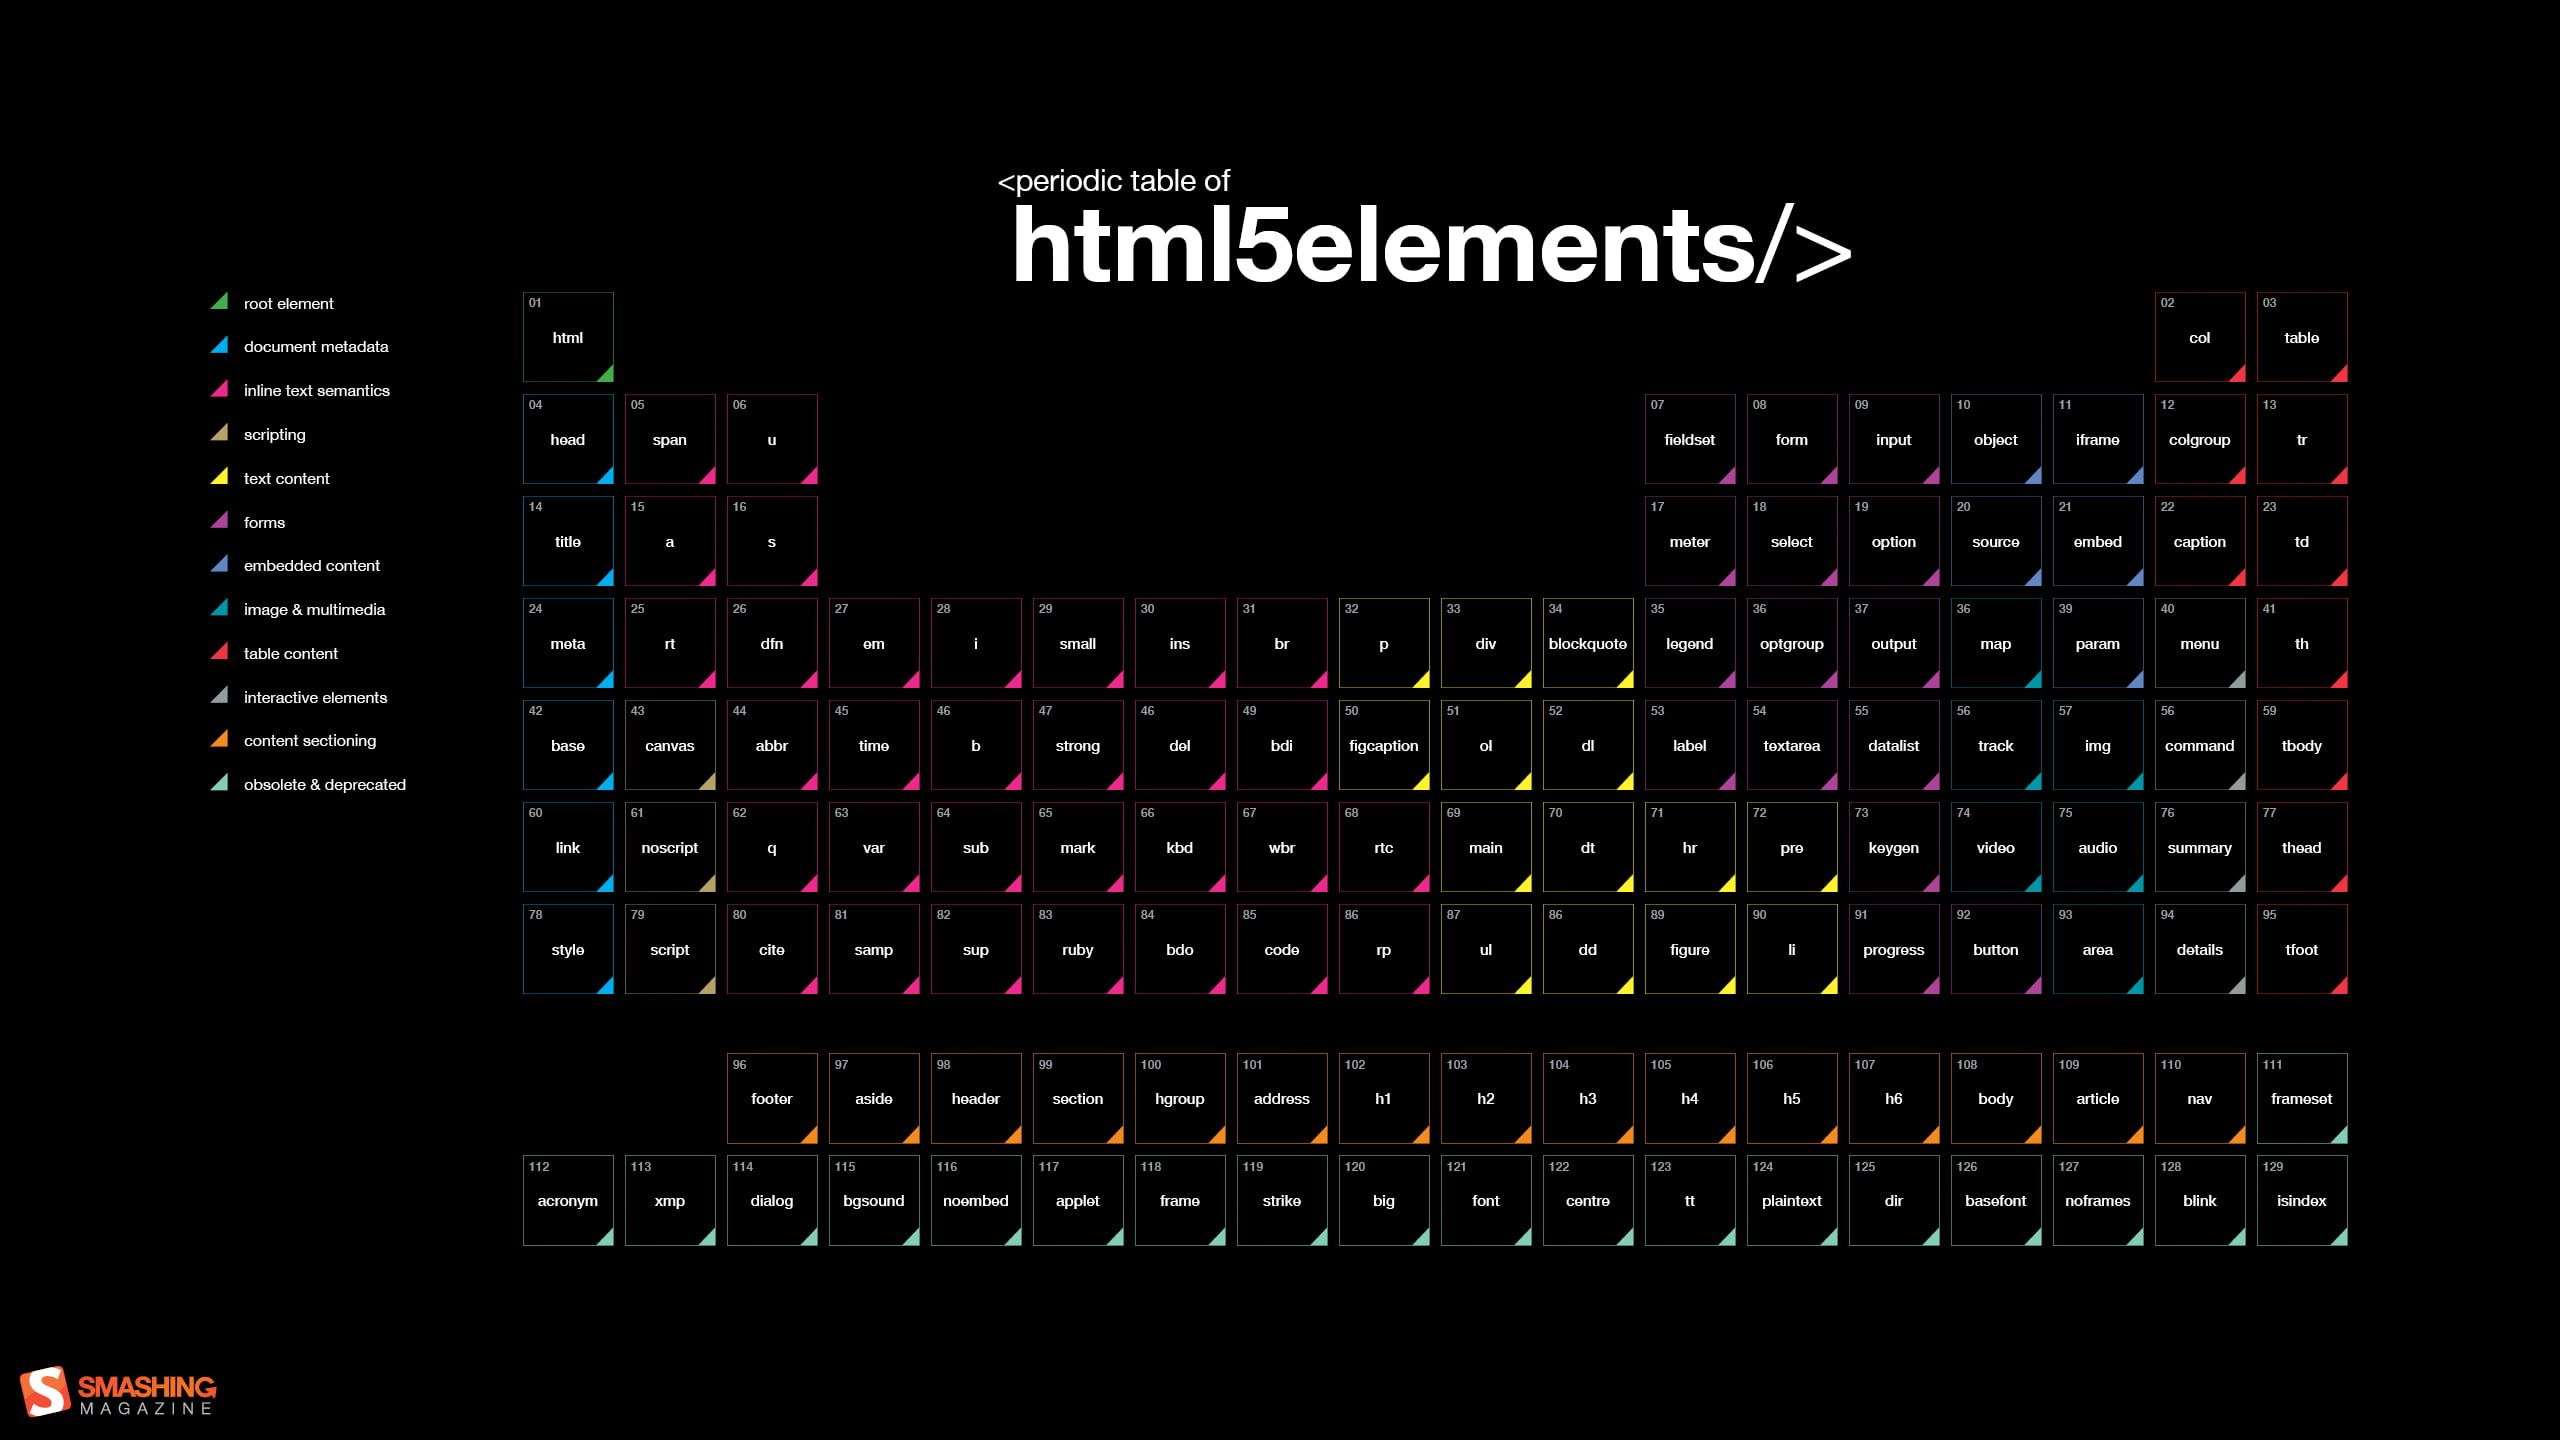 <periodic table of
html5elements/>
root element
document metadata
inline text semantics
scripting
text content
forms
embedded content
image & multimedia
table content
interactive elements
content sectioning
obsolete & deprecated
01 html
02 col
03 table
04 head
05 span
06 u
07 fieldset
08 form
09 input
10 object
11 iframe
12 colgroup
13 tr
14 title
15 a
16 s
17 meter
18 select
19 option
20 source
21 embed
22 caption
23 td
24 meta
25 rt
26 dfn
27 em
28 i
29 small
30 ins
31 br
32 p
33 div
34 blockquote
35 legend
36 optgroup
37 output
36 map
39 param
40 menu
41 th
42 base
43 canvas
44 abbr
45 time
46 b
47 strong
46 del
49 bdi
50 figcaption
51 ol
52 dl
53 label
54 textarea
55 datalist
56 track
57 img
56 command
59 tbody
60 link
61 noscript
62 q
63 var
64 sub
65 mark
66 kbd
67 wbr
68 rtc
69 main
70 dt
71 hr
72 pre
73 keygen
74 video
75 audio
76 summary
77 thead
78 style
79 script
80 cite
81 samp
82 sup
83 ruby
84 bdo
85 code
86 rp
87 ul
86 dd
89 figure
90 li
91 progress
92 button
93 area
94 details
95 tfoot
96 footer
97 aside
98 header
99 section
100 hgroup
101 address
102 h1
103 h2
104 h3
105 h4
106 h5
107 h6
108 body
109 article
110 nav
111 frameset
112 acronym
113 xmp
114 dialog
115 bgsound
116 noembed
117 applet
118 frame
119 strike
120 big
121 font
122 centre
123 tt
124 plaintext
125 dir
126 basefont
127 noframes
128 blink
129 isindex
S SMASHING
MAGAZINE